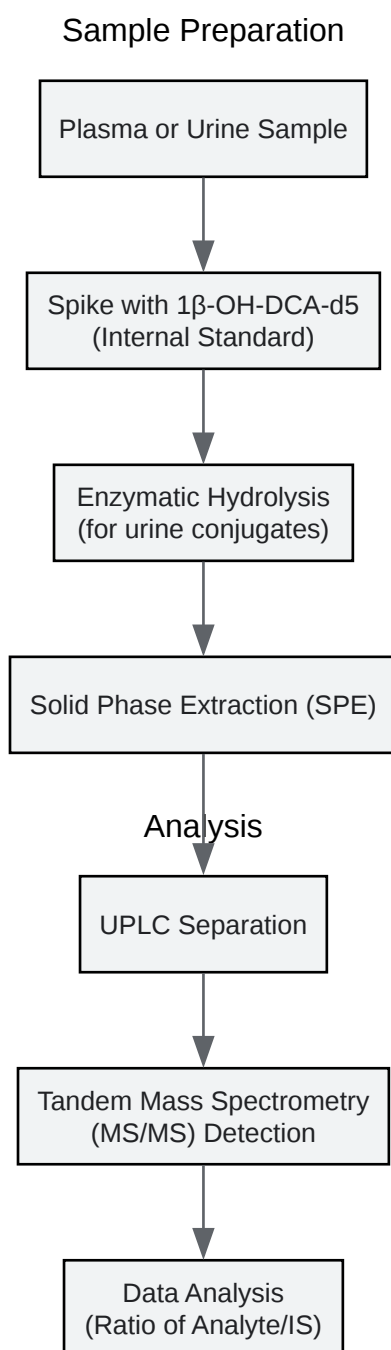 Sample Preparation
Plasma or Urine Sample
Spike with 1β-OH-DCA-d5
(Internal Standard)
Enzymatic Hydrolysis
(for urine conjugates)
Solid Phase Extraction (SPE)
Analysis
UPLC Separation
Tandem Mass Spectrometry
(MS/MS) Detection
Data Analysis
(Ratio of Analyte/IS)